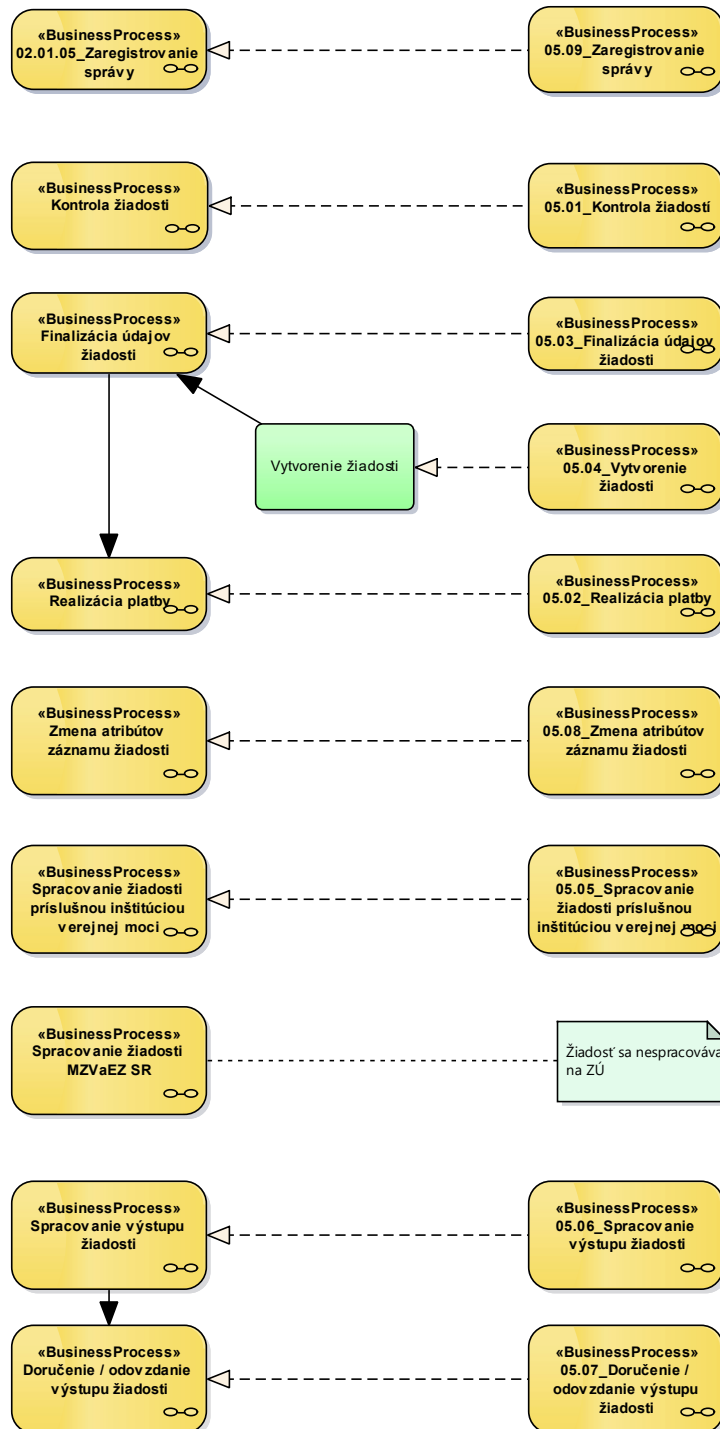 «BusinessProcess»
02.01.05_Zaregistrovanie
správy
«BusinessProcess»
05.09_Zaregistrovanie
správy
«BusinessProcess»
Kontrola žiadosti
«BusinessProcess»
05.01_Kontrola žiadostí
«BusinessProcess»
Finalizácia údajov
žiadosti
«BusinessProcess»
05.03_Finalizácia údajov
žiadosti
Vytvorenie žiadosti
«BusinessProcess»
05.04_Vytvorenie
žiadosti
«BusinessProcess»
Realizácia platby
«BusinessProcess»
05.02_Realizácia platby
«BusinessProcess»
Zmena atribútov
záznamu žiadosti
«BusinessProcess»
05.08_Zmena atribútov
záznamu žiadosti
«BusinessProcess»
Spracovanie žiadosti
príslušnou inštitúciou
verejnej moci
«BusinessProcess»
05.05_Spracovanie
žiadosti príslušnou
inštitúciou verejnej moci
«BusinessProcess»
Spracovanie žiadosti
MZVaEZ SR
Žiadosť sa nespracováva
na ZÚ
«BusinessProcess»
Spracovanie výstupu
žiadosti
«BusinessProcess»
05.06_Spracovanie
výstupu žiadosti
«BusinessProcess»
Doručenie / odovzdanie
výstupu žiadosti
«BusinessProcess»
05.07_Doručenie /
odovzdanie výstupu
žiadosti